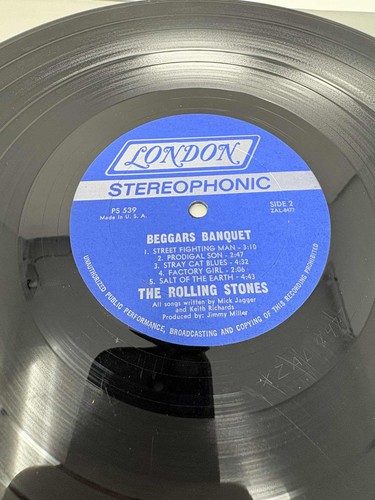 LONDON
STEREOPHONIC
PS 539
Made in U. S. A.
SIDE 2
ZAL-8477
BEGGARS BANQUET
1. STREET FIGHTING MAN - 3:10
2. PRODIGAL SON - 2:47
3. STRAY CAT BLUES - 4:32
4. FACTORY GIRL - 2:06
5. SALT OF THE EARTH - 4:43
THE ROLLING STONES
All songs written by Mick Jagger
and Keith Richards
Produced by: Jimmy Miller
UNAUTHORIZED PUBLIC PERFORMANCE, BROADCASTING AND COPYING OF THIS RECORDING PROHIBITED